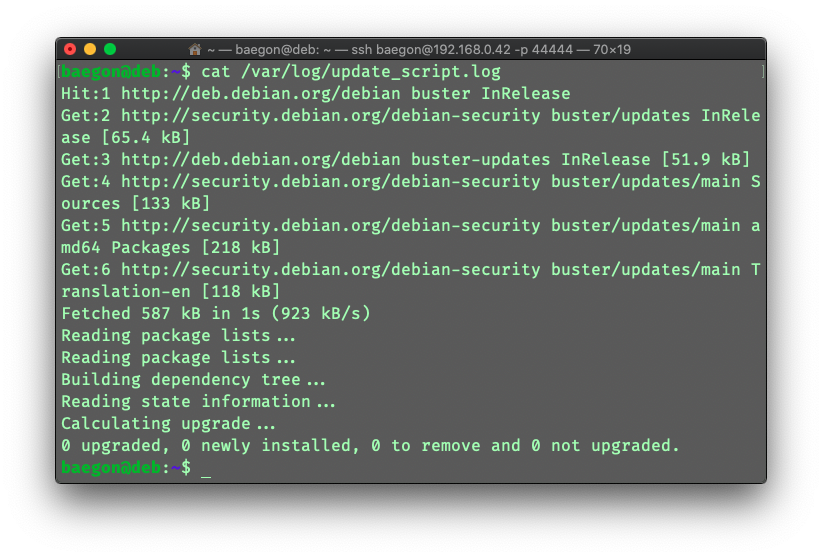 ~ — baegon@deb: ~ — ssh baegon@192.168.0.42 -p 44444 — 70×19
[baegon@deb:~$ cat /var/log/update_script.log ]
Hit:1 http://deb.debian.org/debian buster InRelease
Get:2 http://security.debian.org/debian-security buster/updates InRele
ase [65.4 kB]
Get:3 http://deb.debian.org/debian buster-updates InRelease [51.9 kB]
Get:4 http://security.debian.org/debian-security buster/updates/main S
ources [133 kB]
Get:5 http://security.debian.org/debian-security buster/updates/main a
md64 Packages [218 kB]
Get:6 http://security.debian.org/debian-security buster/updates/main T
ranslation-en [118 kB]
Fetched 587 kB in 1s (923 kB/s)
Reading package lists...
Reading package lists...
Building dependency tree...
Reading state information...
Calculating upgrade...
0 upgraded, 0 newly installed, 0 to remove and 0 not upgraded.
baegon@deb:~$ _